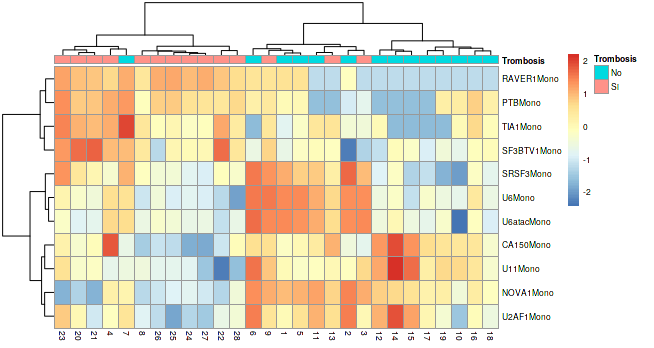 Trombosis
RAVER1Mono
PTBMono
TIA1Mono
SF3BTV1Mono
SRSF3Mono
U6Mono
U6atacMono
CA150Mono
U11Mono
NOVA1Mono
U2AF1Mono
23 20 21 4 7 8 26 25 24 27 22 28 6 9 1 5 11 13 2 3 12 14 15 17 19 10 16 18
2
1
0
-1
-2
Trombosis
No
SI